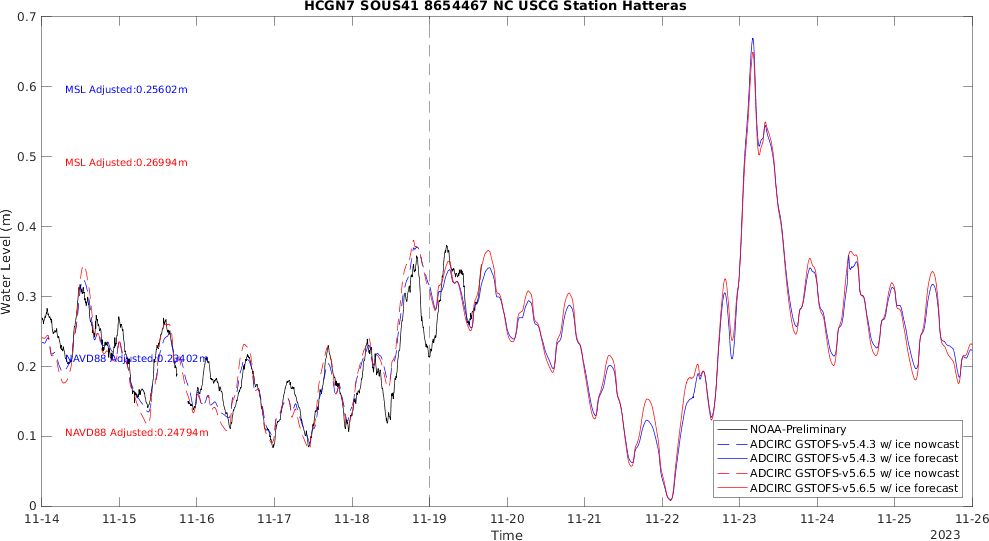 HCGN7 SOUS41 8654467 NC USCG Station Hatteras
0.7
0.6
0.5
0.4
0.3
0.2
0.1
0
Water Level (m)
MSL Adjusted:0.25602m
MSL Adjusted:0.26994m
NAVD88 Adjusted:0.23402m
NAVD88 Adjusted:0.24794m
NOAA-Preliminary
ADCIRC GSTOFS-v5.4.3 w/ ice nowcast
ADCIRC GSTOFS-v5.4.3 w/ ice forecast
ADCIRC GSTOFS-v5.6.5 w/ ice nowcast
ADCIRC GSTOFS-v5.6.5 w/ ice forecast
11-14 11-15 11-16 11-17 11-18 11-19 11-20 11-21 11-22 11-23 11-24 11-25 11-26
Time
2023